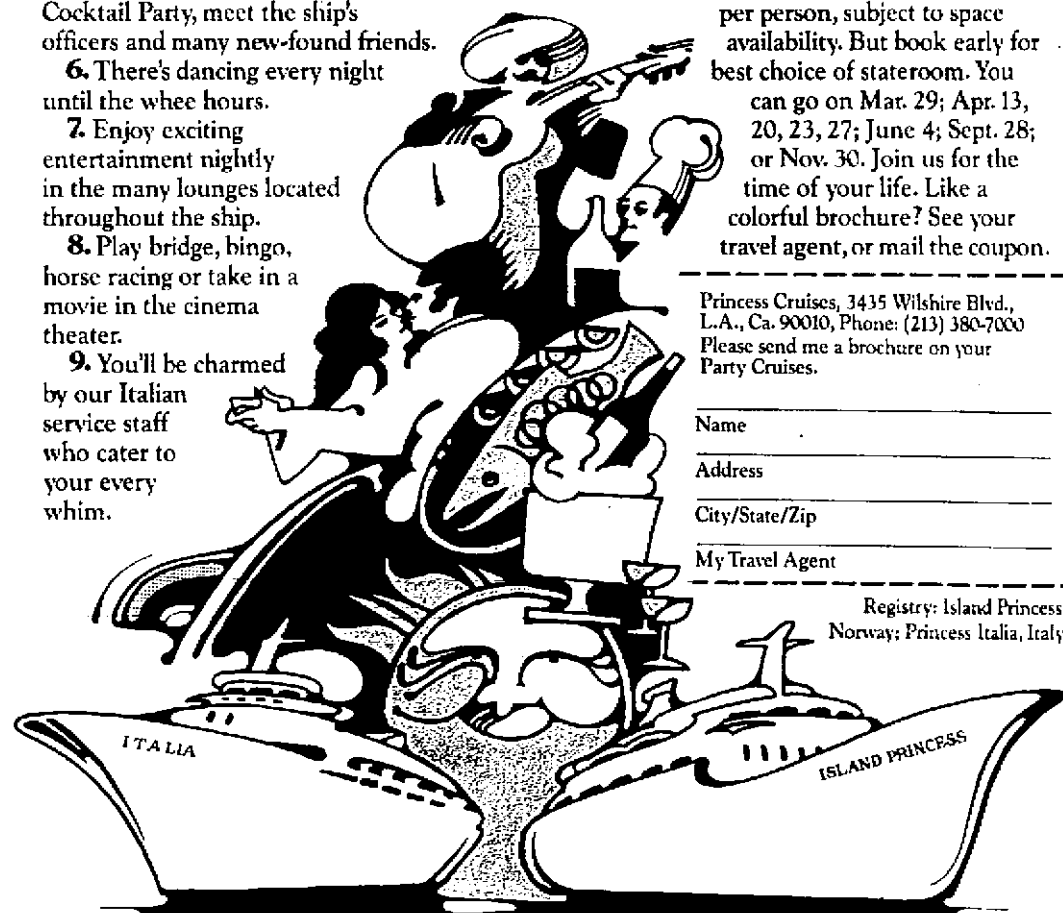 Cocktail Party, meet the ship's
officers and many new-found friends.
6. There's dancing every night
until the whee hours.
7. Enjoy exciting
entertainment nightly
in the many lounges located
throughout the ship.
8. Play bridge, bingo,
horse racing or take in a
movie in the cinema
theater.
9. You'll be charmed
by our Italian
service staff
who cater to
your every
whim.
per person, subject to space
availability. But book early for
best choice of stateroom. You
can go on Mar. 29; Apr. 13,
20, 23, 27; June 4; Sept. 28;
or Nov. 30. Join us for the
time of your life. Like a
colorful brochure? See your
travel agent, or mail the coupon.
Princess Cruises, 3435 Wilshire Blvd.,
L.A., Ca. 90010, Phone: (213) 380-7000
Please send me a brochure on your
Party Cruises.
Name
Address
City/State/Zip
My Travel Agent
Registry: Island Princess
Norway; Princess Italia, Italy
ITALIA
ISLAND PRINCESS